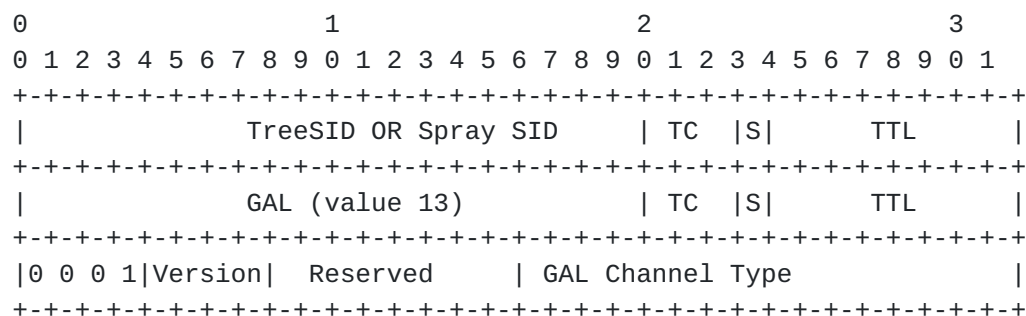 0                   1                   2                   3
0 1 2 3 4 5 6 7 8 9 0 1 2 3 4 5 6 7 8 9 0 1 2 3 4 5 6 7 8 9 0 1
+-+-+-+-+-+-+-+-+-+-+-+-+-+-+-+-+-+-+-+-+-+-+-+-+-+-+-+-+-+-+-+-+
|              TreeSID OR Spray SID     | TC  |S|      TTL      |
+-+-+-+-+-+-+-+-+-+-+-+-+-+-+-+-+-+-+-+-+-+-+-+-+-+-+-+-+-+-+-+-+
|              GAL (value 13)           | TC  |S|      TTL      |
+-+-+-+-+-+-+-+-+-+-+-+-+-+-+-+-+-+-+-+-+-+-+-+-+-+-+-+-+-+-+-+-+
|0 0 0 1|Version|  Reserved     | GAL Channel Type              |
+-+-+-+-+-+-+-+-+-+-+-+-+-+-+-+-+-+-+-+-+-+-+-+-+-+-+-+-+-+-+-+-+